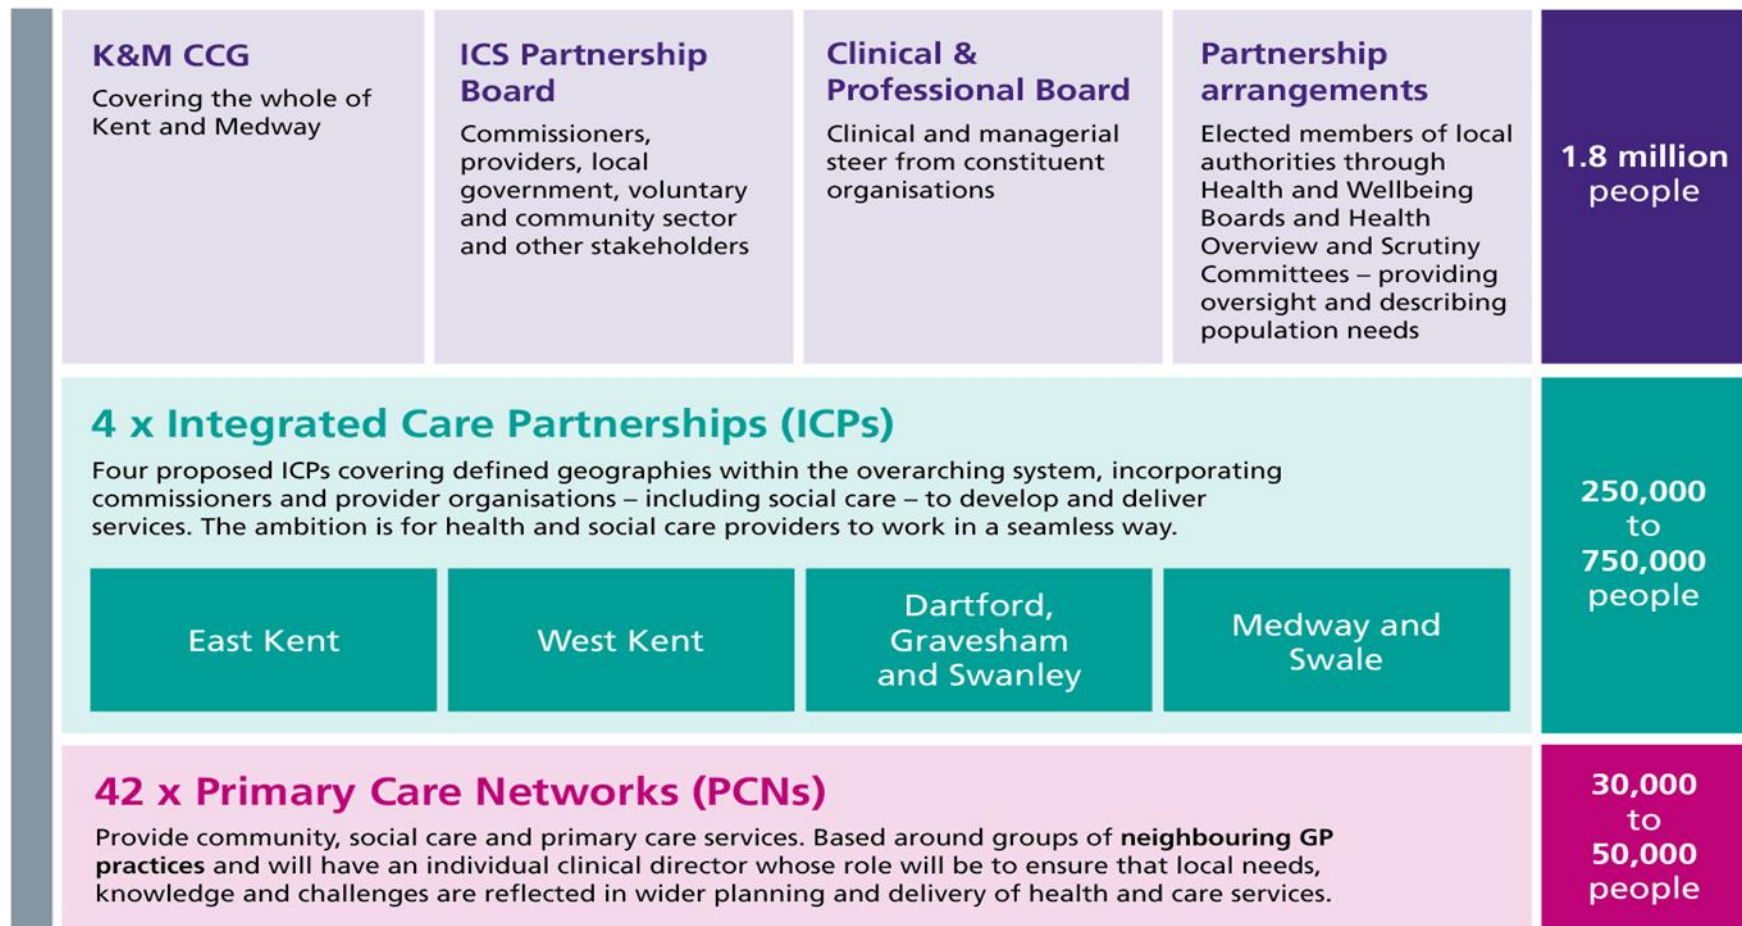 K&M CCG
Covering the whole of
Kent and Medway
ICS Partnership
Board
Commissioners,
providers, local
government, voluntary
and community sector
and other stakeholders
Clinical &
Professional Board
Clinical and managerial
steer from constituent
organisations
Partnership
arrangements
Elected members of local
authorities through
Health and Wellbeing
Boards and Health
Overview and Scrutiny
Committees – providing
oversight and describing
population needs
1.8 million
people
4 x Integrated Care Partnerships (ICPs)
Four proposed ICPs covering defined geographies within the overarching system, incorporating
commissioners and provider organisations – including social care – to develop and deliver
services. The ambition is for health and social care providers to work in a seamless way.
East Kent
West Kent
Dartford,
Gravesham
and Swanley
Medway and
Swale
250,000
to
750,000
people
42 x Primary Care Networks (PCNs)
Provide community, social care and primary care services. Based around groups of neighbouring GP
practices and will have an individual clinical director whose role will be to ensure that local needs,
knowledge and challenges are reflected in wider planning and delivery of health and care services.
30,000
to
50,000
people